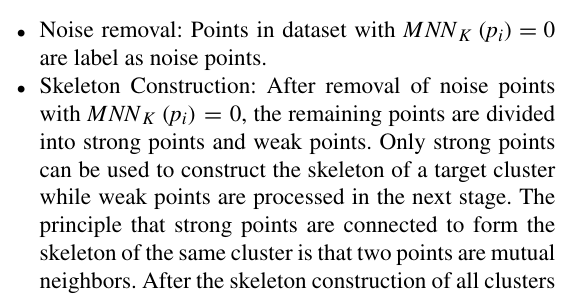 • Noise removal: Points in dataset with MNN_K (p_i) = 0
are label as noise points.
• Skeleton Construction: After removal of noise points
with MNN_K (p_i) = 0, the remaining points are divided
into strong points and weak points. Only strong points
can be used to construct the skeleton of a target cluster
while weak points are processed in the next stage. The
principle that strong points are connected to form the
skeleton of the same cluster is that two points are mutual
neighbors. After the skeleton construction of all clusters